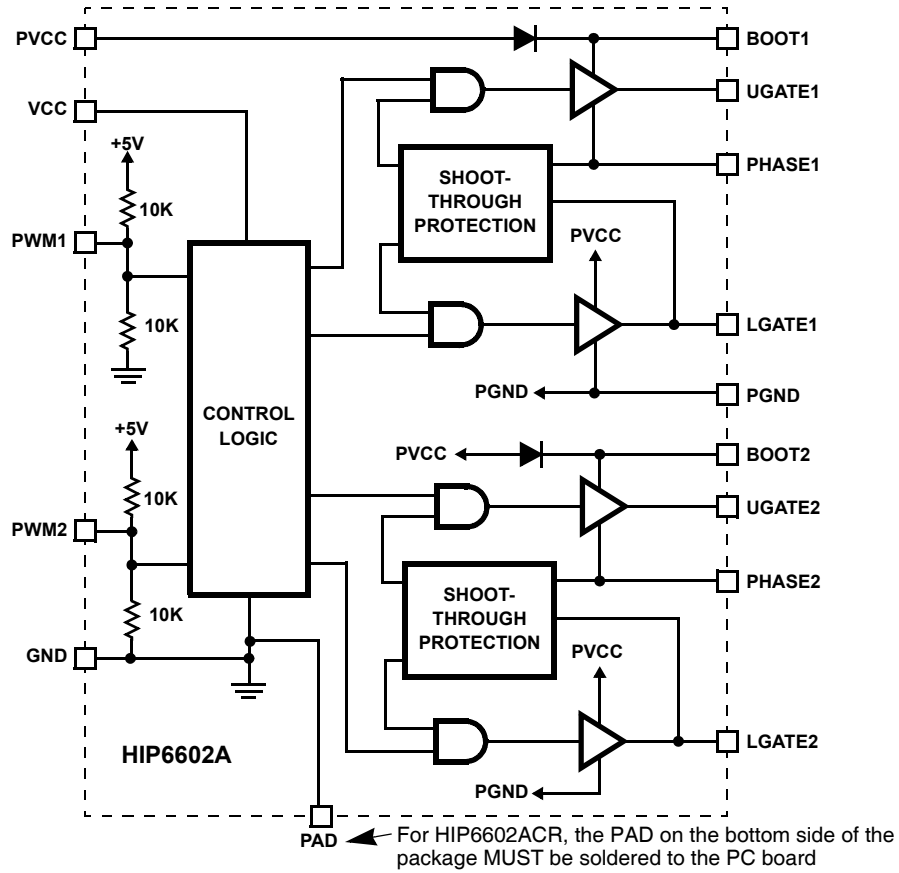 PVCC
BOOT1
VCC
UGATE1
+5V
SHOOT-
THROUGH
PROTECTION
PHASE1
10K
PWM1
PVCC
10K
LGATE1
PGND
PGND
CONTROL
LOGIC
+5V
PVCC
BOOT2
10K
UGATE2
PWM2
SHOOT-
THROUGH
PROTECTION
PHASE2
10K
GND
PVCC
HIP6602A
LGATE2
PGND
PAD
For HIP6602ACR, the PAD on the bottom side of the
package MUST be soldered to the PC board